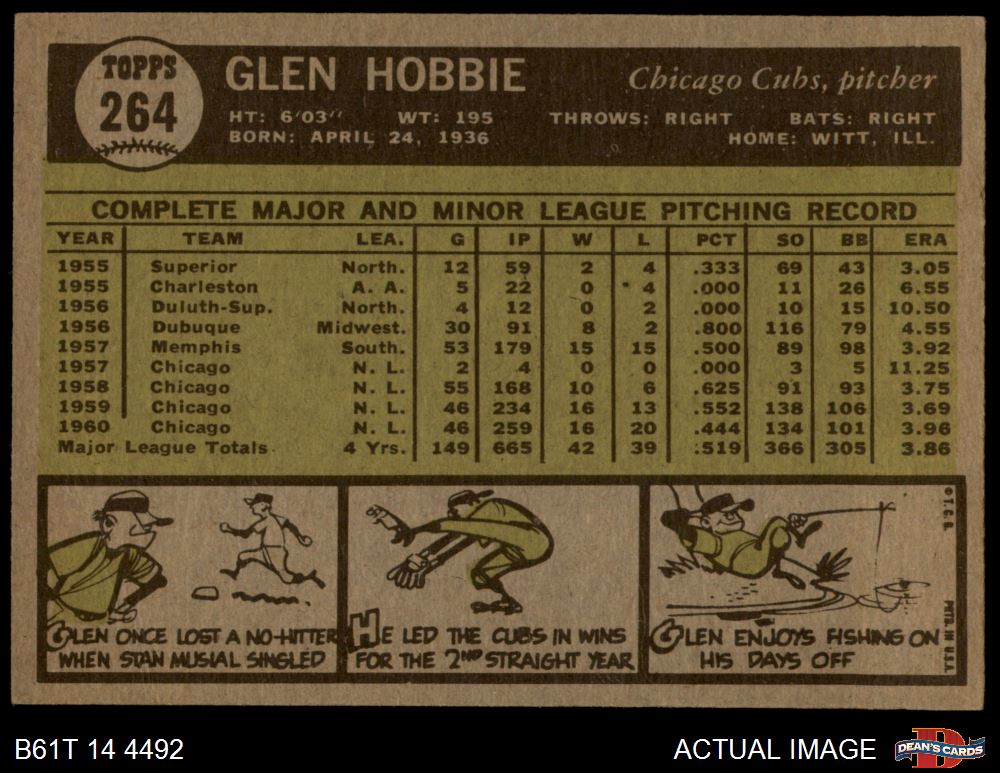 TOPPS
264
GLEN HOBBIE
Chicago Cubs, pitcher
HT: 6'03" WT: 195 THROWS: RIGHT BATS: RIGHT
BORN: APRIL 24, 1936 HOME: WITT, ILL.
COMPLETE MAJOR AND MINOR LEAGUE PITCHING RECORD
YEAR TEAM LEA. G IP W L PCT SO BB ERA
1955 Superior North. 12 59 2 4 .333 69 43 3.05
1955 Charleston A. A. 5 22 0 4 .000 11 26 6.55
1956 Duluth-Sup. North. 4 12 0 2 .000 10 15 10.50
1956 Dubuque Midwest. 30 91 8 2 .800 116 79 4.55
1957 Memphis South. 53 179 15 15 .500 89 98 3.92
1957 Chicago N. L. 2 4 0 0 .000 3 5 11.25
1958 Chicago N. L. 55 168 10 6 .625 91 93 3.75
1959 Chicago N. L. 46 234 16 13 .552 138 106 3.69
1960 Chicago N. L. 46 259 16 20 .444 134 101 3.96
Major League Totals 4 Yrs. 149 665 42 39 .519 366 305 3.86
GLEN ONCE LOST A NO-HITTER
WHEN STAN MUSIAL SINGLED
HE LED THE CUBS IN WINS
FOR THE 2ND STRAIGHT YEAR
GLEN ENJOYS FISHING ON
HIS DAYS OFF
© T.C.G.
PRTD. IN U.S.A.
B61T 14 4492
ACTUAL IMAGE
D
DEAN'S CARDS